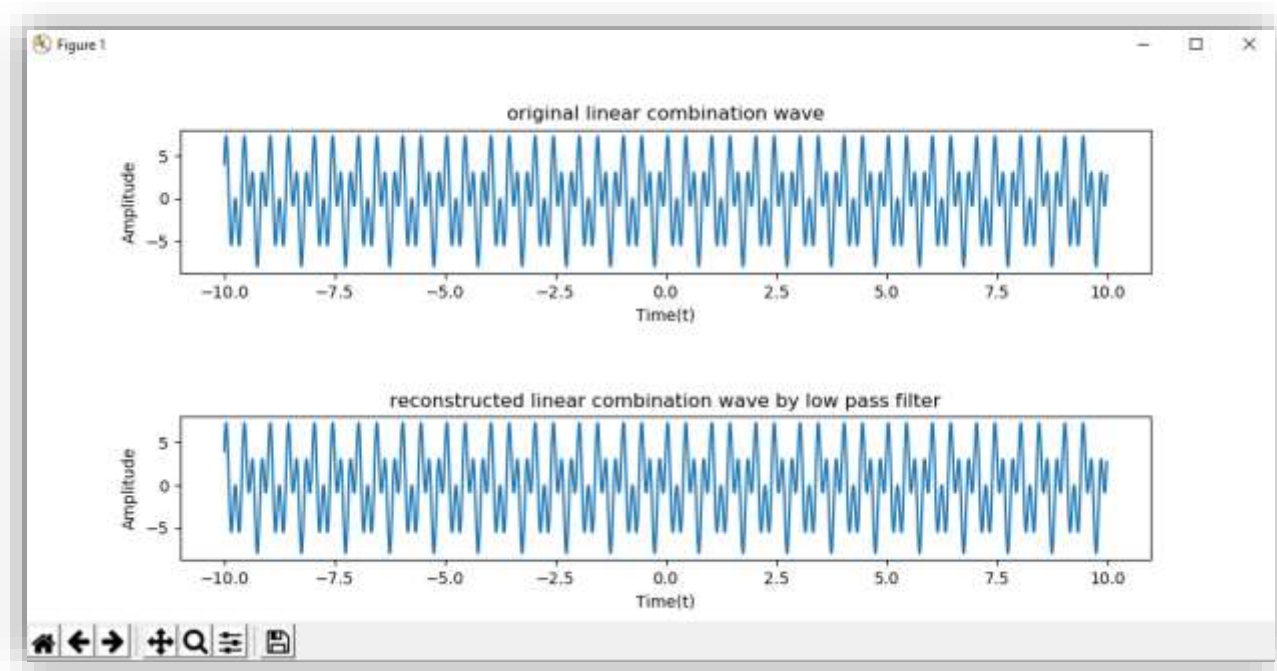 Figure 1
original linear combination wave
Amplitude
5
0
−5
−10.0 −7.5 −5.0 −2.5 0.0 2.5 5.0 7.5 10.0
Time(t)
reconstructed linear combination wave by low pass filter
Amplitude
5
0
−5
−10.0 −7.5 −5.0 −2.5 0.0 2.5 5.0 7.5 10.0
Time(t)